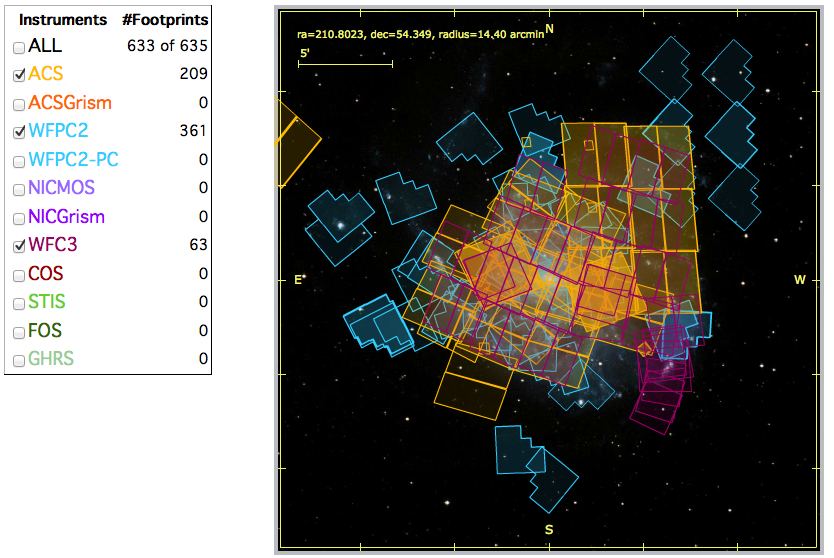 Instruments #Footprints
ALL 633 of 635
ACS 209
ACSGrism 0
WFPC2 361
WFPC2-PC 0
NICMOS 0
NICGrism 0
WFC3 63
COS 0
STIS 0
FOS 0
GHRS 0
ra=210.8023, dec=54.349, radius=14.40 arcmin
N
5'
E
W
S